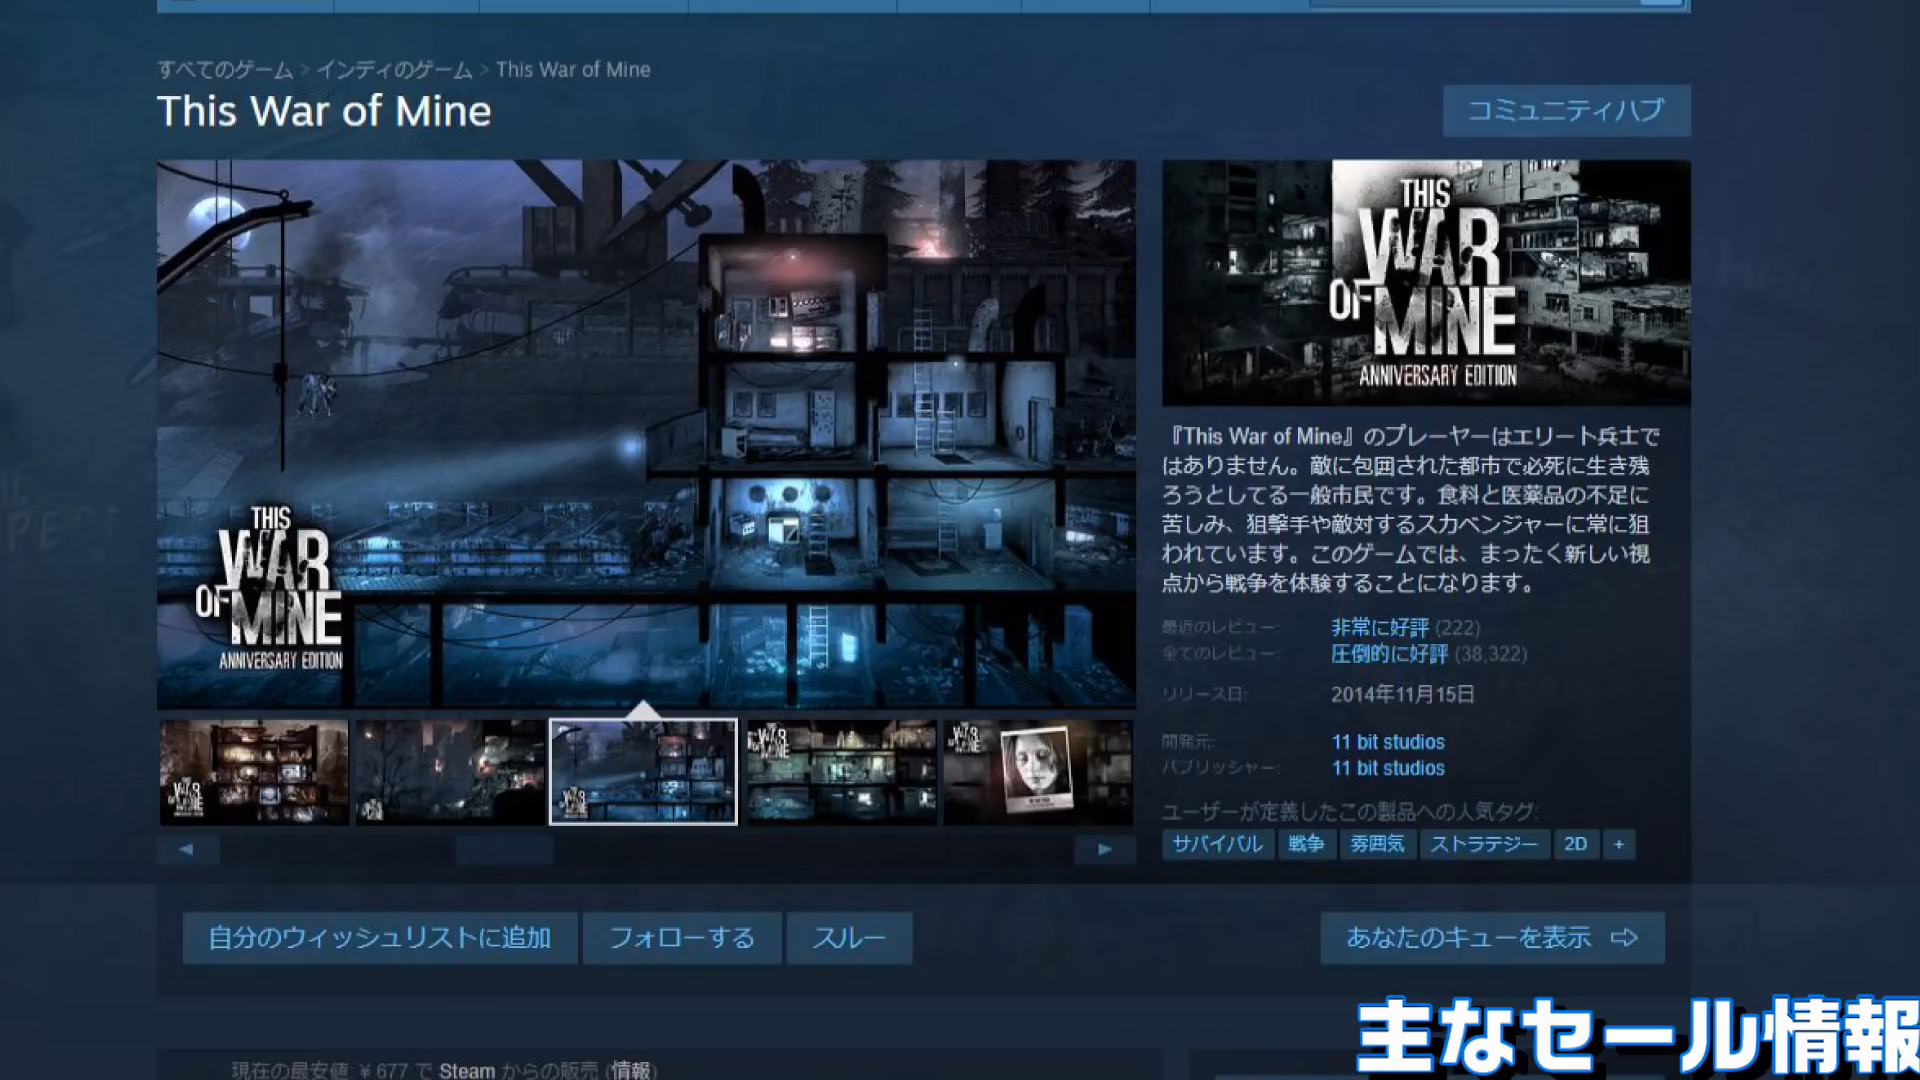 すべてのゲーム > インディのゲーム > This War of Mine
This War of Mine
コミュニティハブ
THIS
WAR
OF MINE
ANNIVERSARY EDITION
THIS
WAR
OF MINE
ANNIVERSARY EDITION
『This War of Mine』のプレーヤーはエリート兵士で
はありません。敵に包囲された都市で必死に生き残
ろうとしてる一般市民です。食料と医薬品の不足に
苦しみ、狙撃手や敵対するスカベンジャーに常に狙
われています。このゲームでは、まったく新しい視
点から戦争を体験することになります。
最近のレビュー: 非常に好評 (222)
全てのレビュー: 圧倒的に好評 (38,322)
リリース日: 2014年11月15日
開発元: 11 bit studios
パブリッシャー: 11 bit studios
ユーザーが定義したこの製品への人気タグ:
サバイバル 戦争 雰囲気 ストラテジー 2D +
自分のウィッシュリストに追加 フォローする スルー あなたのキューを表示 ⇨
主なセール情報
現在の最安値: ¥ 677 で Steam からの販売 (情報)